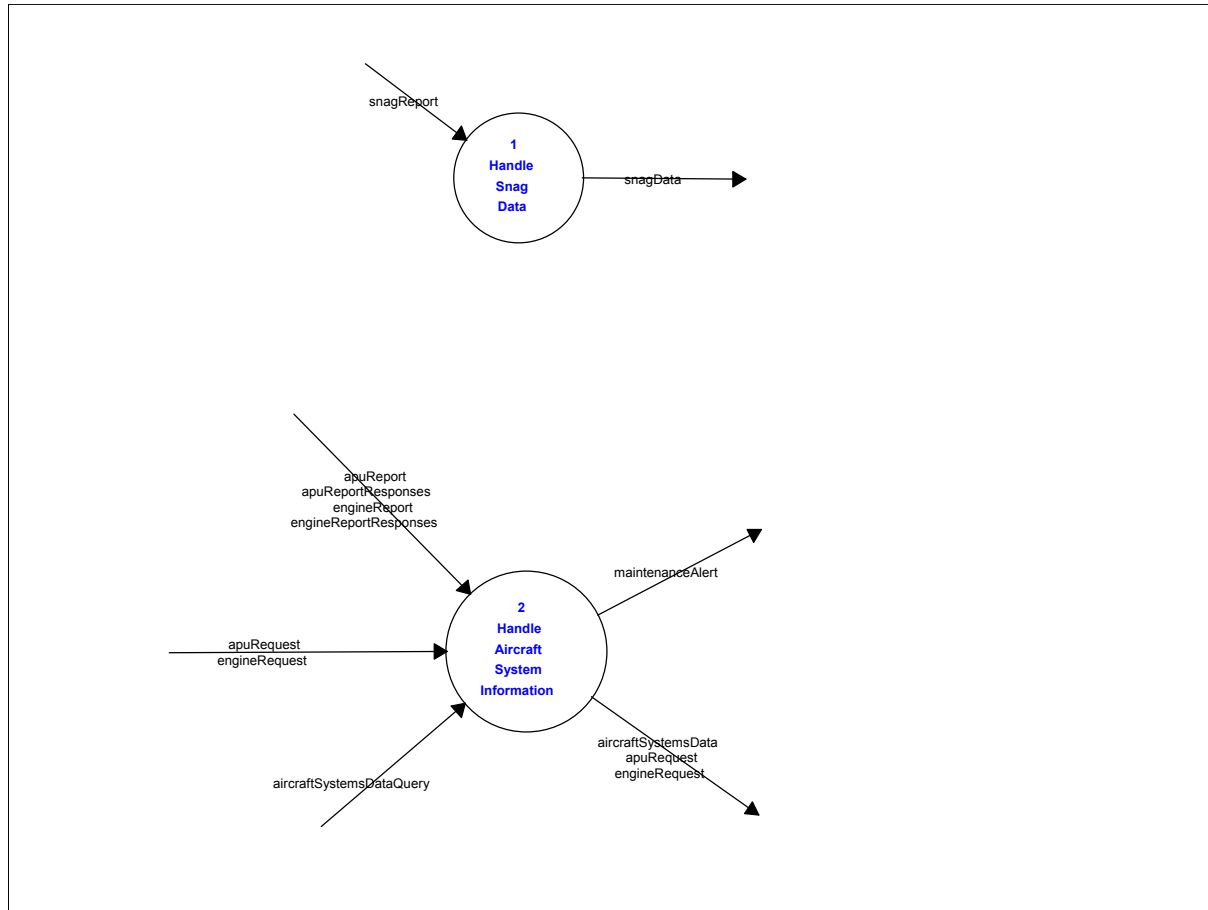 snagReport
1
Handle
Snag
Data
snagData
apuReport
apuReportResponses
engineReport
engineReportResponses
maintenanceAlert
2
Handle
Aircraft
System
Information
apuRequest
engineRequest
aircraftSystemsData
apuRequest
engineRequest
aircraftSystemsDataQuery